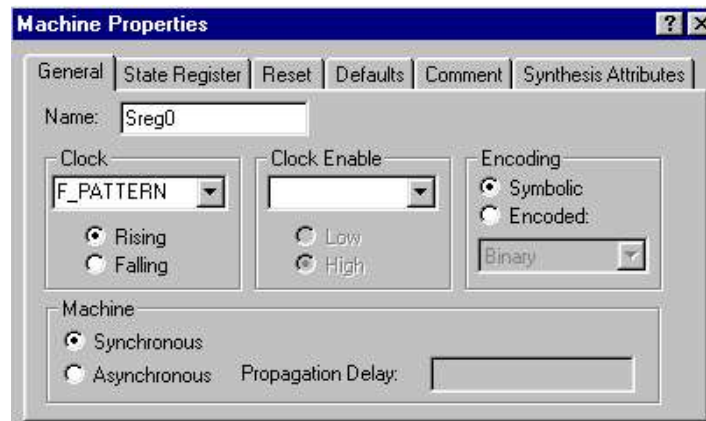 Machine Properties
General State Register Reset Defaults Comment Synthesis Attributes
Name: Sreg0
Clock Clock Enable Encoding
F_PATTERN Symbolic
Encoded:
Rising Low
Falling High Binary
Machine
Synchronous
Asynchronous Propagation Delay: